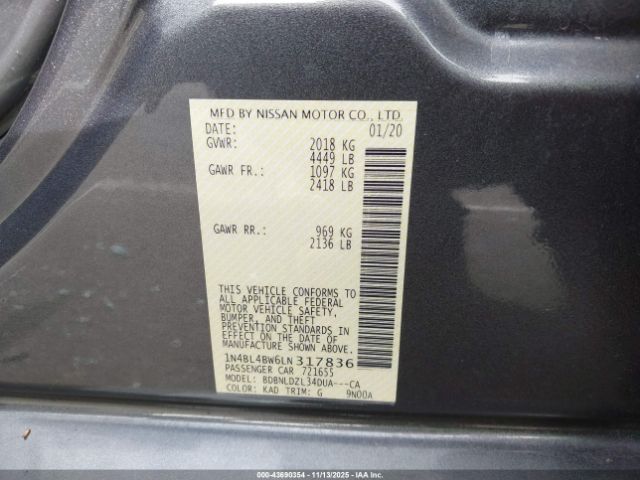 MFD BY NISSAN MOTOR CO., LTD.
DATE: 01/20
GVWR: 2018 KG
4449 LB
GAWR FR.: 1097 KG
2418 LB
GAWR RR.: 969 KG
2136 LB
THIS VEHICLE CONFORMS TO
ALL APPLICABLE FEDERAL
MOTOR VEHICLE SAFETY,
BUMPER, AND THEFT
PREVENTION STANDARDS IN
EFFECT ON THE DATE OF
MANUFACTURE SHOWN ABOVE.
1N4BL4BW6LN317836
PASSENGER CAR 721655
MODEL: BDBNLDZL34DUA---CA
COLOR: KAD TRIM: G 9N00A
000-43690354 | 11/13/2025 - IAA Inc.